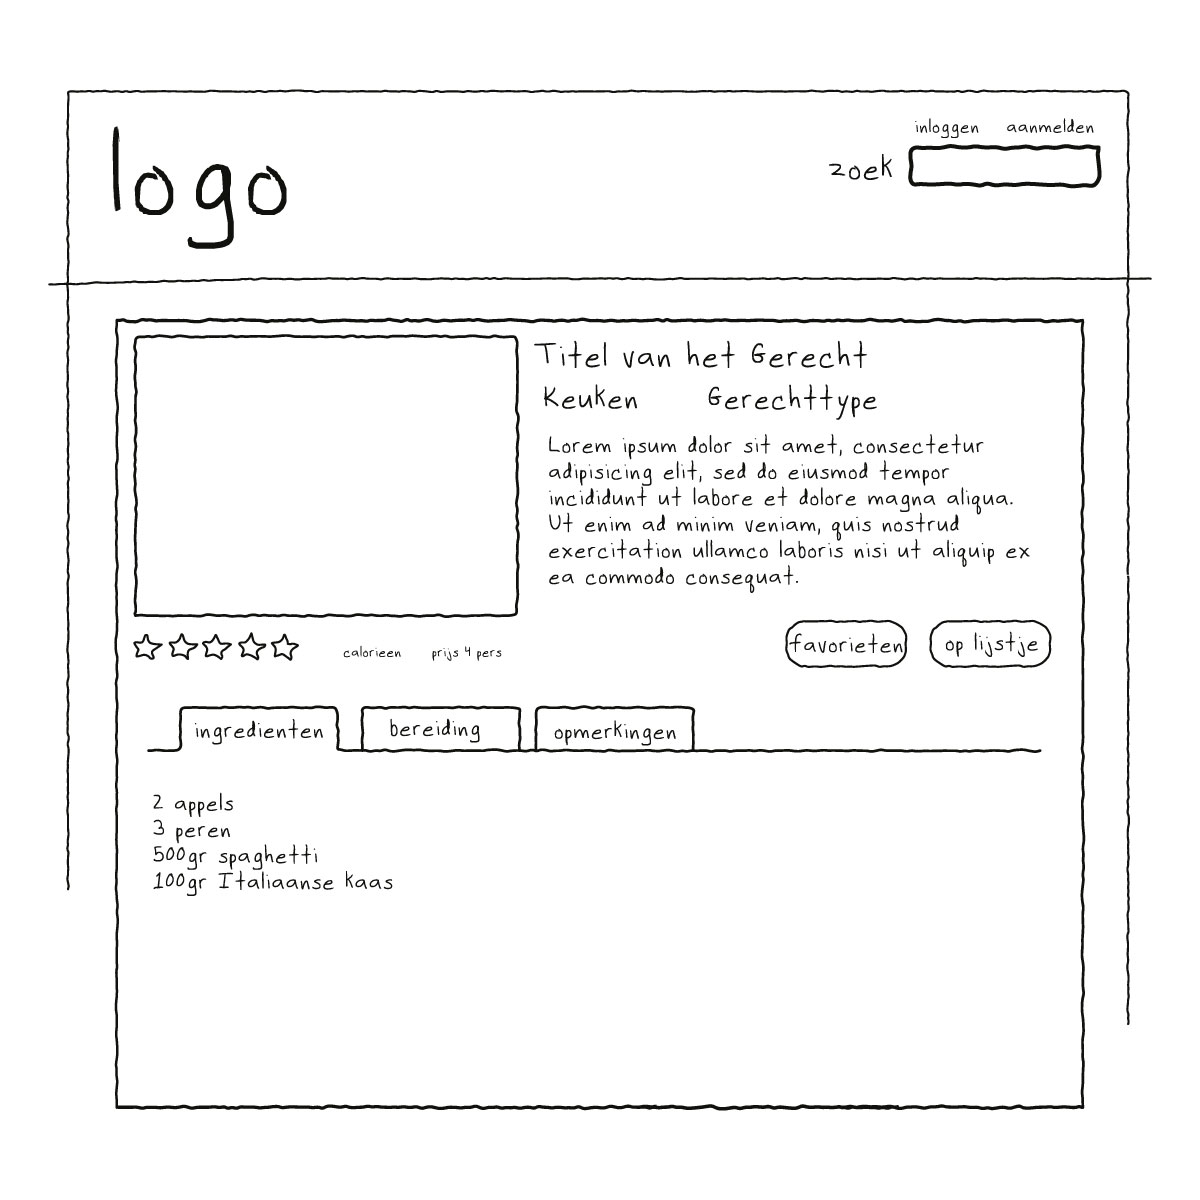 logo
inloggen aanmelden
zoek
Titel van het Gerecht
Keuken Gerechttype
Lorem ipsum dolor sit amet, consectetur
adipisicing elit, sed do eiusmod tempor
incididunt ut labore et dolore magna aliqua.
Ut enim ad minim veniam, quis nostrud
exercitation ullamco laboris nisi ut aliquip ex
ea commodo consequat.
calorieen prijs 4 pers
favorieten op lijstje
ingredienten bereiding opmerkingen
2 appels
3 peren
500gr spaghetti
100gr Italiaanse kaas